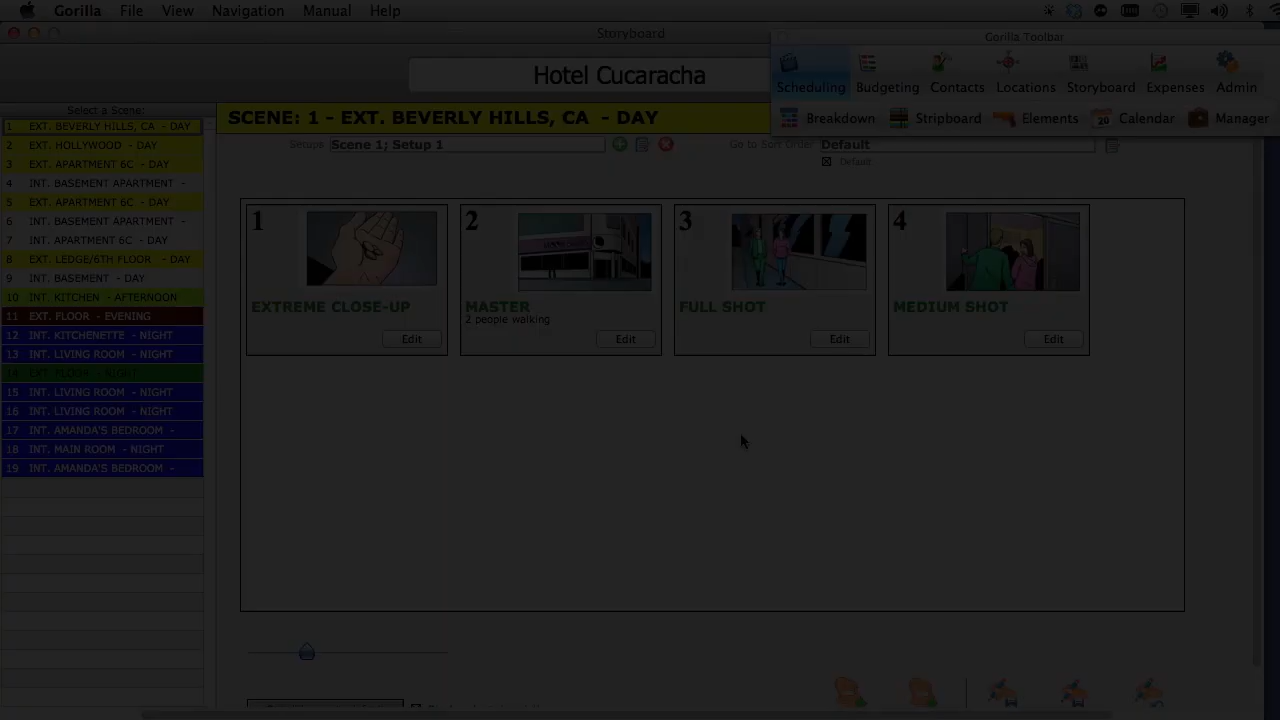 Gorilla File View Navigation Manual Help
Storyboard
Gorilla Toolbar
Hotel Cucaracha
Scheduling Budgeting Contacts Locations Storyboard Expenses Admin
Breakdown Stripboard Elements 20 Calendar Manager
Select a Scene:
SCENE: 1 - EXT. BEVERLY HILLS, CA - DAY
1 EXT. BEVERLY HILLS, CA - DAY
2 EXT. HOLLYWOOD - DAY
3 EXT. APARTMENT 6C - DAY
4 INT. BASEMENT APARTMENT -
5 EXT. APARTMENT 6C - DAY
6 INT. BASEMENT APARTMENT -
7 INT. APARTMENT 6C - DAY
8 EXT. LEDGE/6TH FLOOR - DAY
9 INT. BASEMENT - DAY
10 INT. KITCHEN - AFTERNOON
11 EXT. FLOOR - EVENING
12 INT. KITCHENETTE - NIGHT
13 INT. LIVING ROOM - NIGHT
14 EXT. FLOOR - NIGHT
15 INT. LIVING ROOM - NIGHT
16 INT. LIVING ROOM - NIGHT
17 INT. AMANDA'S BEDROOM -
18 INT. MAIN ROOM - NIGHT
19 INT. AMANDA'S BEDROOM -
Setups Scene 1; Setup 1
Go to Sort Order Default
Default
1 2 3 4
EXTREME CLOSE-UP MASTER FULL SHOT MEDIUM SHOT
2 people walking
Edit Edit Edit Edit